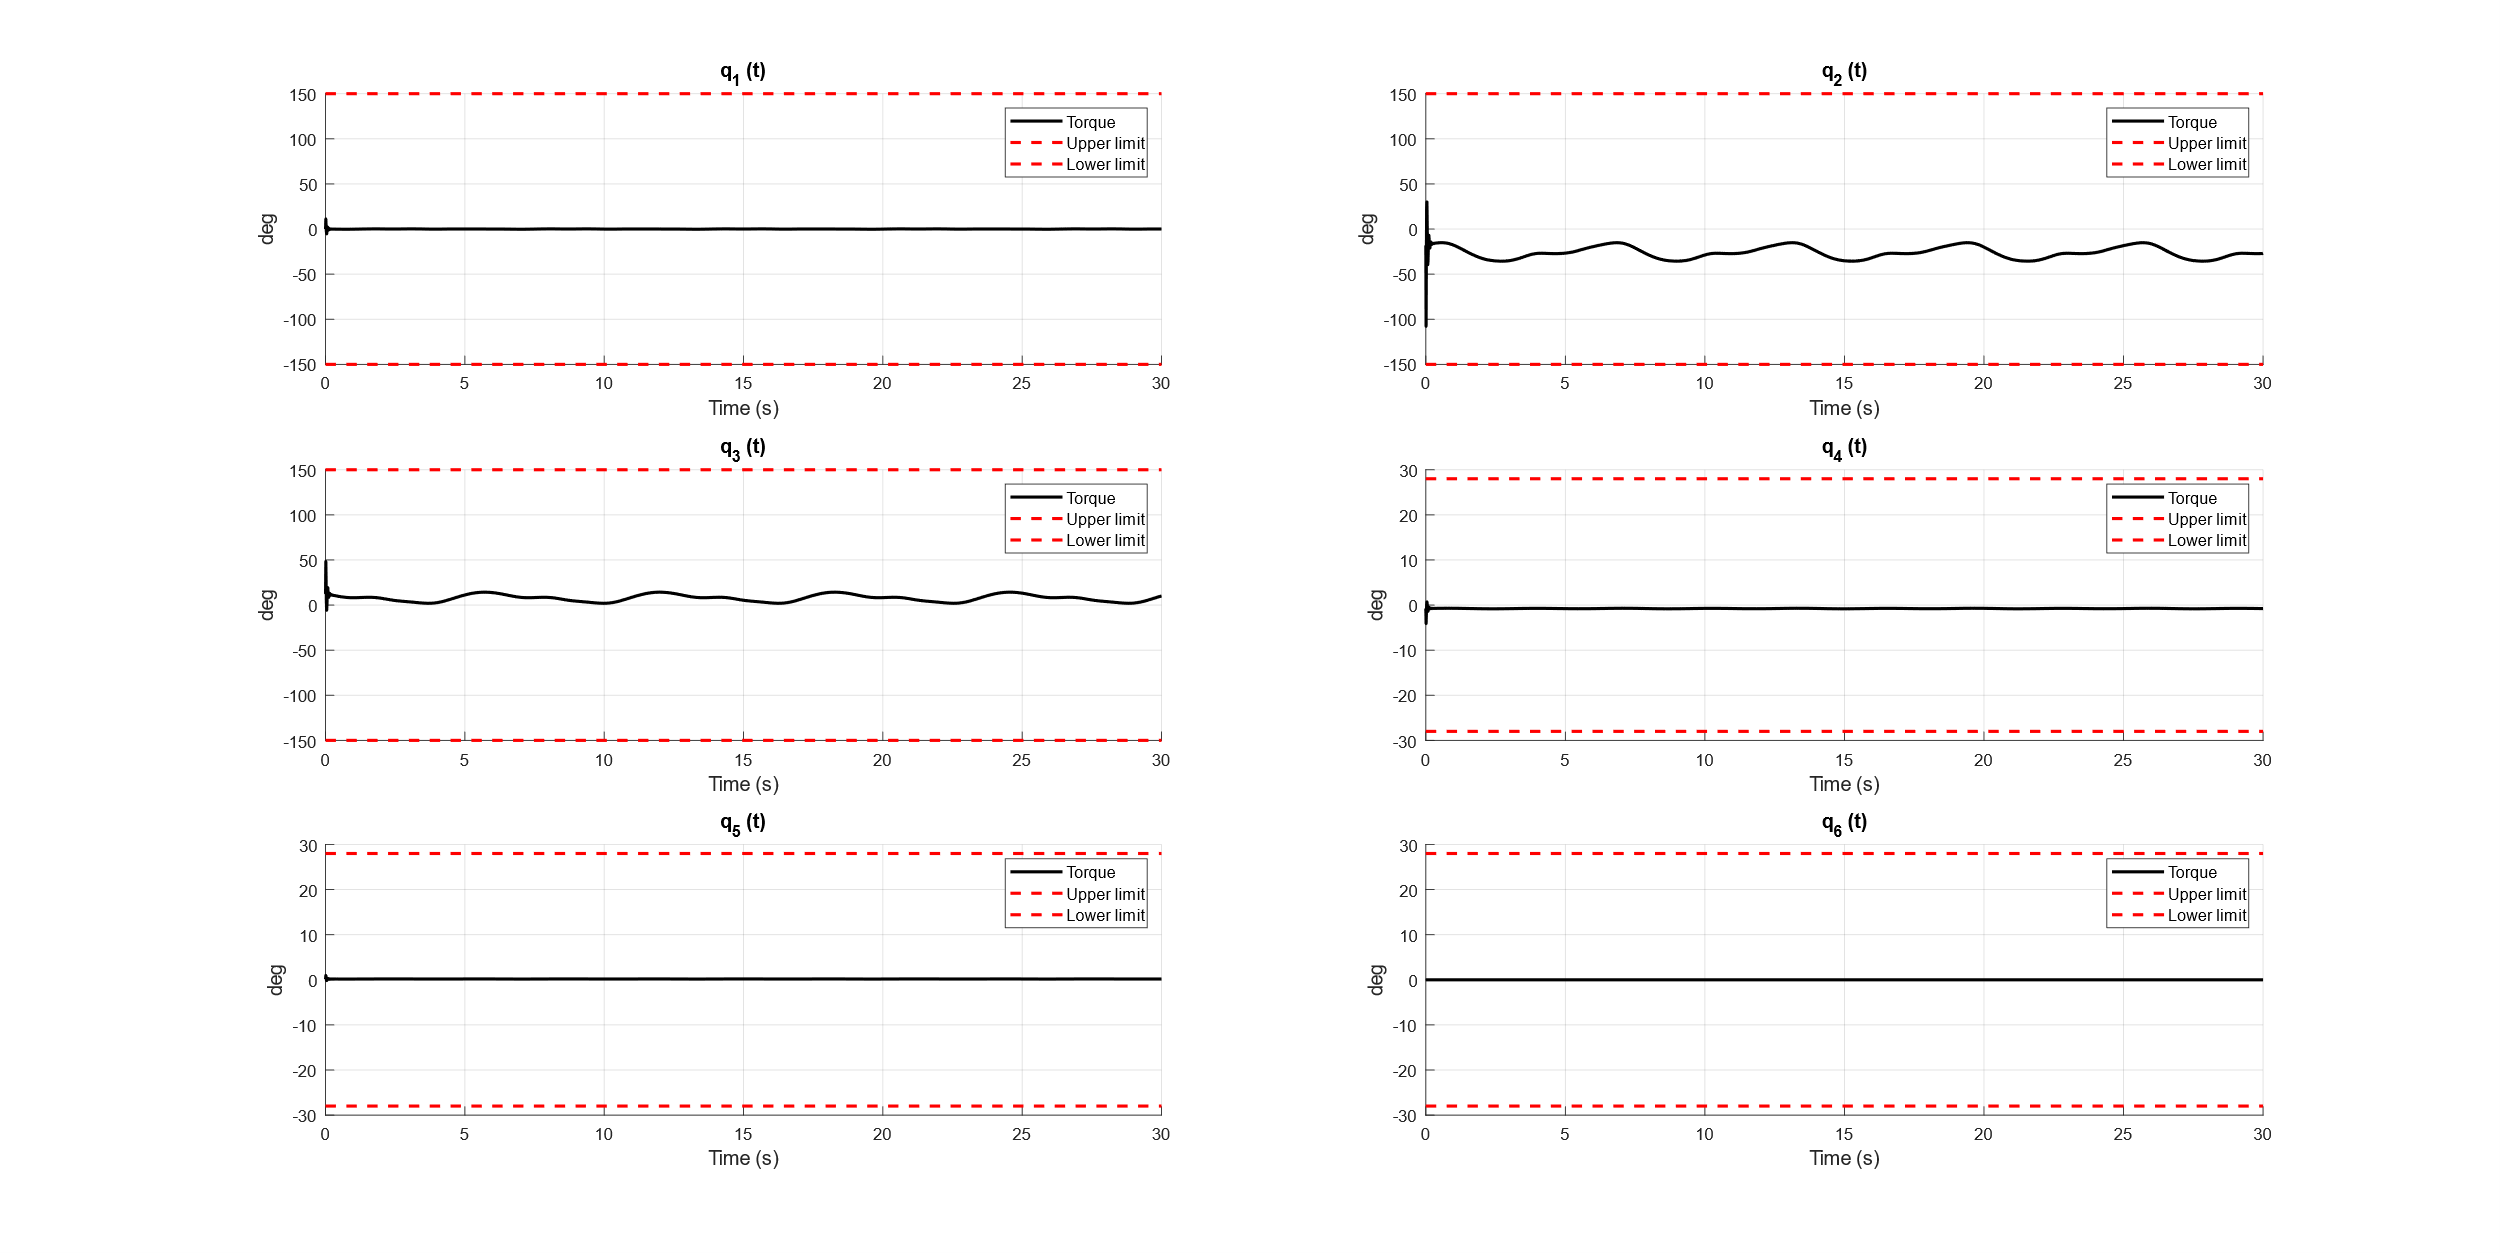 q1 (t)
150
100
50
0
-50
-100
-150
deg
Torque
Upper limit
Lower limit
0 5 10 15 20 25 30
Time (s)
q2 (t)
150
100
50
0
-50
-100
-150
deg
Torque
Upper limit
Lower limit
0 5 10 15 20 25 30
Time (s)
q3 (t)
150
100
50
0
-50
-100
-150
deg
Torque
Upper limit
Lower limit
0 5 10 15 20 25 30
Time (s)
q4 (t)
30
20
10
0
-10
-20
-30
deg
Torque
Upper limit
Lower limit
0 5 10 15 20 25 30
Time (s)
q5 (t)
30
20
10
0
-10
-20
-30
deg
Torque
Upper limit
Lower limit
0 5 10 15 20 25 30
Time (s)
q6 (t)
30
20
10
0
-10
-20
-30
deg
Torque
Upper limit
Lower limit
0 5 10 15 20 25 30
Time (s)